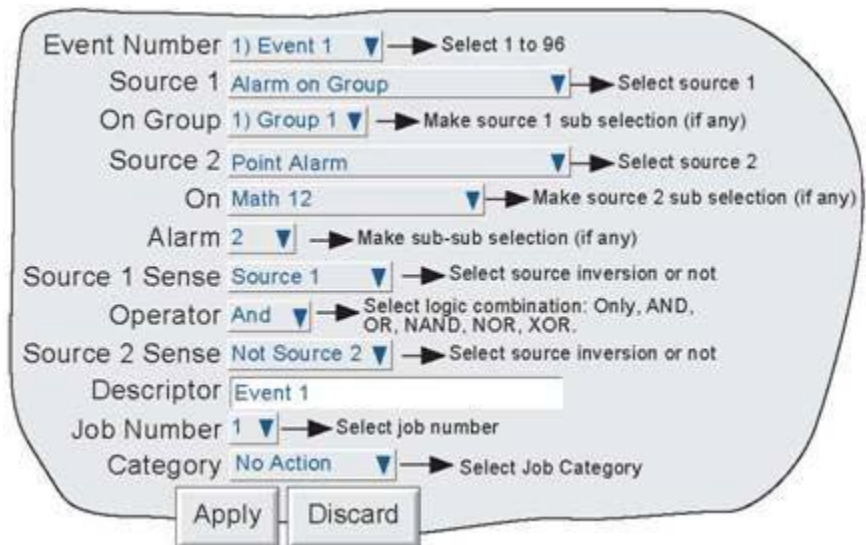 Event Number 1) Event 1 Select 1 to 96
Source 1 Alarm on Group Select source 1
On Group 1) Group 1 Make source 1 sub selection (if any)
Source 2 Point Alarm Select source 2
On Math 12 Make source 2 sub selection (if any)
Alarm 2 Make sub-sub selection (if any)
Source 1 Sense Source 1 Select source inversion or not
Operator And Select logic combination: Only, AND,
OR, NAND, NOR, XOR.
Source 2 Sense Not Source 2 Select source inversion or not
Descriptor Event 1
Job Number 1 Select job number
Category No Action Select Job Category
Apply Discard